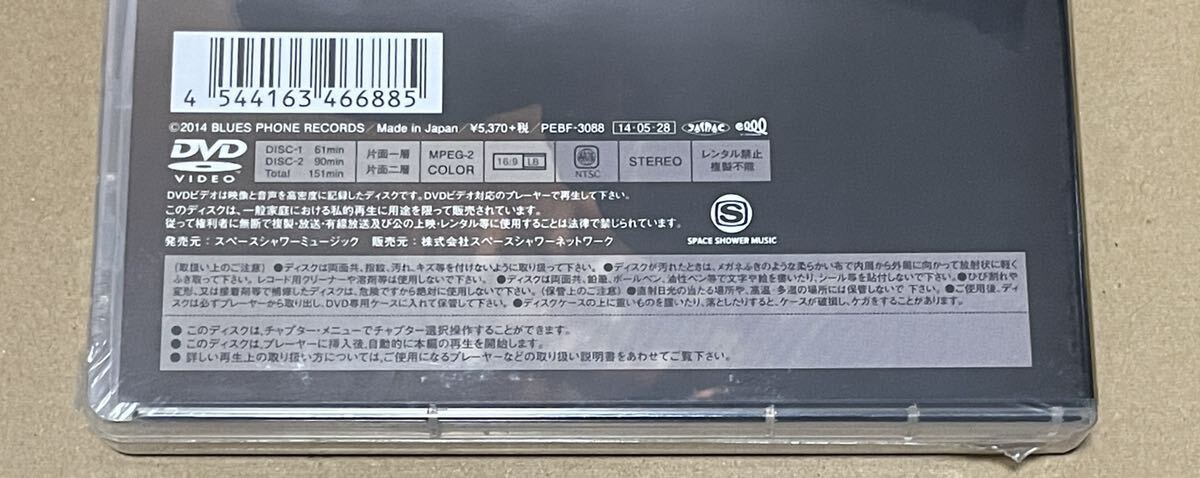 4 544163 466885
©2014 BLUES PHONE RECORDS/Made in Japan/¥5,370+税/PEBF-3088 14・05・28 JASRAC
DVD VIDEO
DISC-1 61min 片面一層 MPEG-2 COLOR 16:9 LB NTSC STEREO レンタル禁止
DISC-2 90min 片面二層 複製不能
Total 151min
DVDビデオは映像と音声を高密度に記録したディスクです。DVDビデオ対応のプレーヤーで再生して下さい。
このディスクは、一般家庭における私的再生に用途を限って販売されています。
従って権利者に無断で複製・放送・有線放送及び公の上映・レンタル等に使用することは法律で禁じられています。
発売元:スペースシャワーミュージック 販売元:株式会社スペースシャワーネットワーク
S
SPACE SHOWER MUSIC
(取扱い上のご注意) ●ディスクは両面共、指紋、汚れ、キズ等を付けないように取り扱って下さい。 ●ディスクが汚れたときは、メガネふきのような柔らかい布で内周から外周に向かって放射状に軽く
ふき取って下さい。レコード用クリーナーや溶剤等は使用しないで下さい。 ●ディスクは両面共、鉛筆、ボールペン、油性ペン等で文字や絵を書いたり、シール等を貼付しないで下さい。 ●ひび割れや
変形、又は接着剤等で補修したディスクは、危険ですから絶対に使用しないで下さい。 (保管上のご注意) ●直射日光の当たる場所や、高温・多湿の場所には保管しないで下さい。 ●ご使用後、ディ
スクは必ずプレーヤーから取り出し、DVD専用ケースに入れて保管して下さい。 ●ディスクケースの上に重いものを置いたり、落としたりすると、ケースが破損し、ケガをすることがあります。
● このディスクは、チャプター・メニューでチャプター選択操作することができます。
● このディスクは、プレーヤーに挿入後、自動的に本編の再生を開始します。
● 詳しい再生上の取り扱い方については、ご使用になるプレーヤーなどの取り扱い説明書をあわせてご覧下さい。